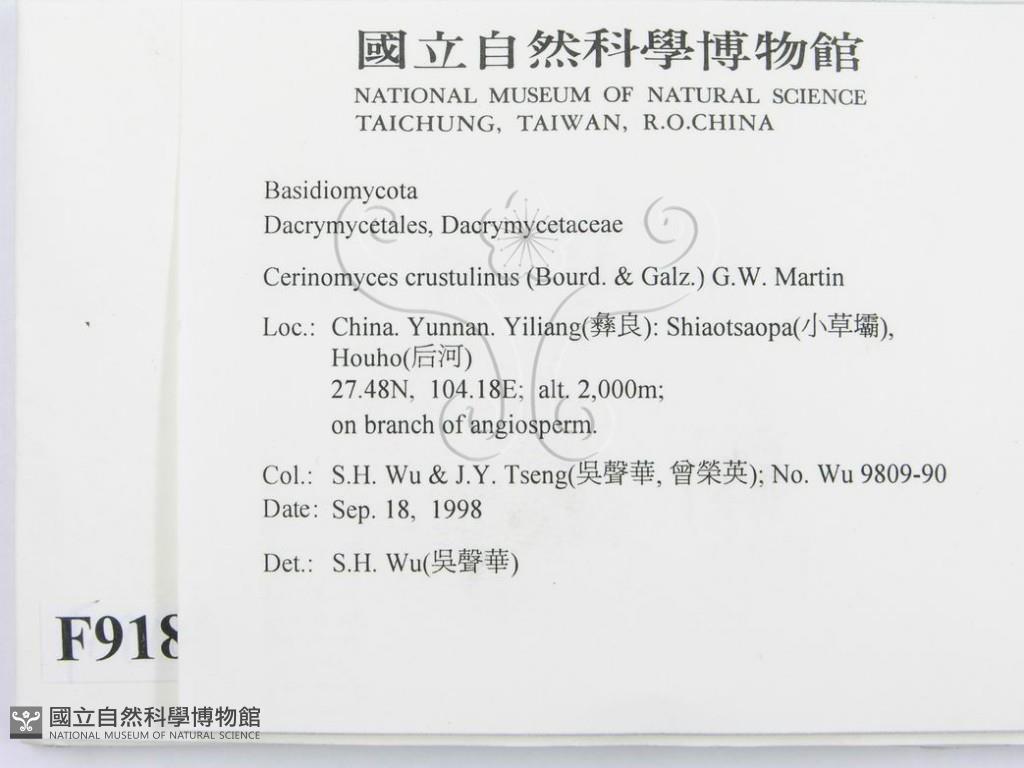 國立自然科學博物館
NATIONAL MUSEUM OF NATURAL SCIENCE
TAICHUNG, TAIWAN, R.O.CHINA
Basidiomycota
Dacrymycetales, Dacrymycetaceae
Cerinomyces crustulinus (Bourd. & Galz.) G.W. Martin
Loc.: China. Yunnan. Yiliang(彝良): Shiaotsaopa(小草壩),
Houho(后河)
27.48N, 104.18E; alt. 2,000m;
on branch of angiosperm.
Col.: S.H. Wu & J.Y. Tseng(吳聲華, 曾榮英); No. Wu 9809-90
Date: Sep. 18, 1998
Det.: S.H. Wu(吳聲華)
F918
國立自然科學博物館
NATIONAL MUSEUM OF NATURAL SCIENCE